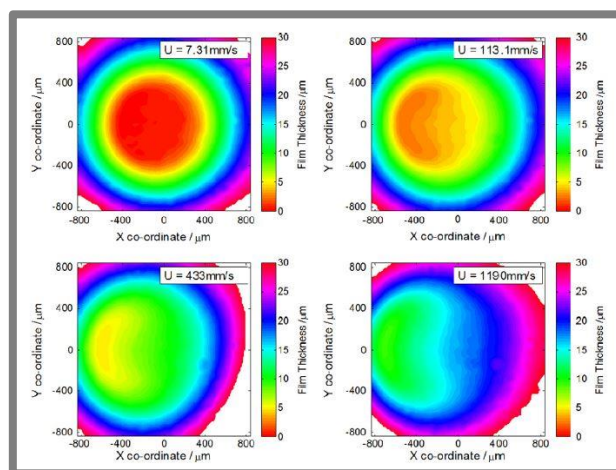 U = 7.31mm/s
800
400
0
-400
-800
Y co-ordinate / μm
-800 -400 0 400 800
X co-ordinate / μm
30
25
20
15
10
5
0
Film Thickness / μm
U = 113.1mm/s
800
400
0
-400
-800
Y co-ordinate / μm
-800 -400 0 400 800
X co-ordinate / μm
30
25
20
15
10
5
0
Film Thickness / μm
U = 433mm/s
800
400
0
-400
-800
Y co-ordinate / μm
-800 -400 0 400 800
X co-ordinate / μm
30
25
20
15
10
5
0
Film Thickness / μm
U = 1190mm/s
800
400
0
-400
-800
Y co-ordinate / μm
-800 -400 0 400 800
X co-ordinate / μm
30
25
20
15
10
5
0
Film Thickness / μm